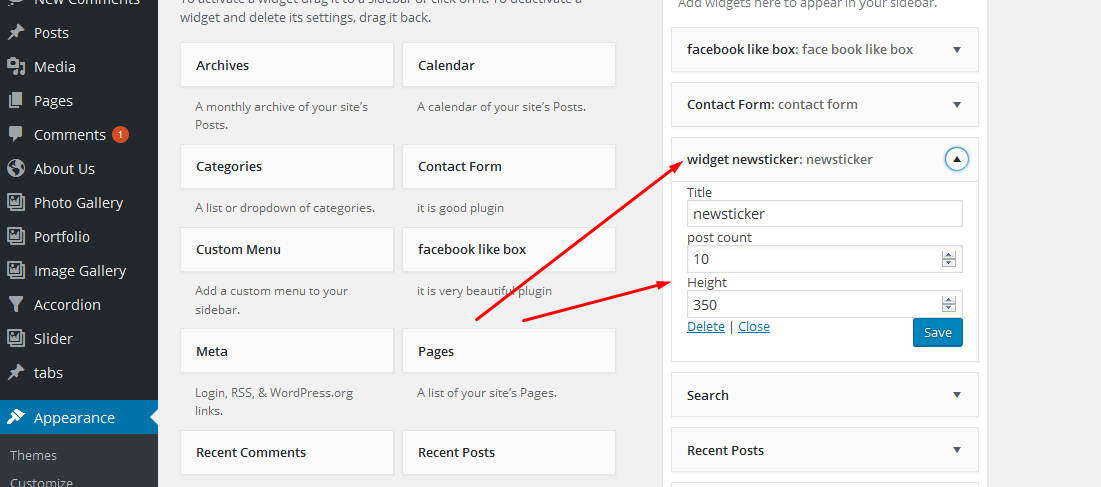 New Comments
Posts
Media
Pages
Comments 1
About Us
Photo Gallery
Portfolio
Image Gallery
Accordion
Slider
tabs
Appearance
Themes
Customize
To activate a widget drag it to a sidebar or click on it. To deactivate a
widget and delete its settings, drag it back.
Archives
A monthly archive of your site's
Posts.
Calendar
A calendar of your site's Posts.
Categories
A list or dropdown of categories.
Contact Form
it is good plugin
Custom Menu
Add a custom menu to your
sidebar.
facebook like box
it is very beautiful plugin
Meta
Login, RSS, & WordPress.org
links.
Pages
A list of your site's Pages.
Recent Comments
Recent Posts
Add widgets here to appear in your sidebar.
facebook like box: face book like box
Contact Form: contact form
widget newsticker: newsticker
Title
newsticker
post count
10
Height
350
Delete | Close
Save
Search
Recent Posts